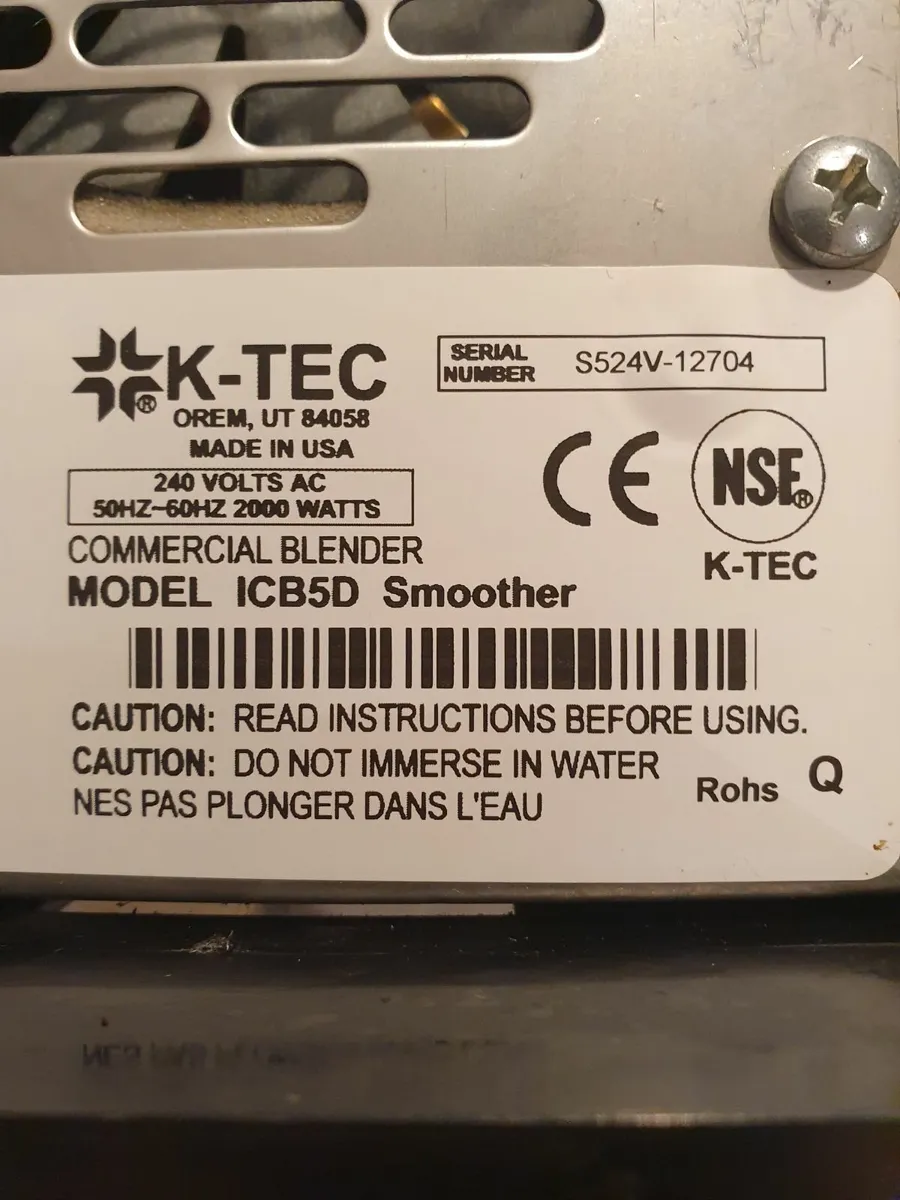 K-TEC®
OREM, UT 84058
MADE IN USA
SERIAL NUMBER S524V-12704
240 VOLTS AC
50HZ~60HZ 2000 WATTS
CE
NSF®
K-TEC
COMMERCIAL BLENDER
MODEL ICB5D Smoother
CAUTION: READ INSTRUCTIONS BEFORE USING.
CAUTION: DO NOT IMMERSE IN WATER
NES PAS PLONGER DANS L'EAU
Rohs Q